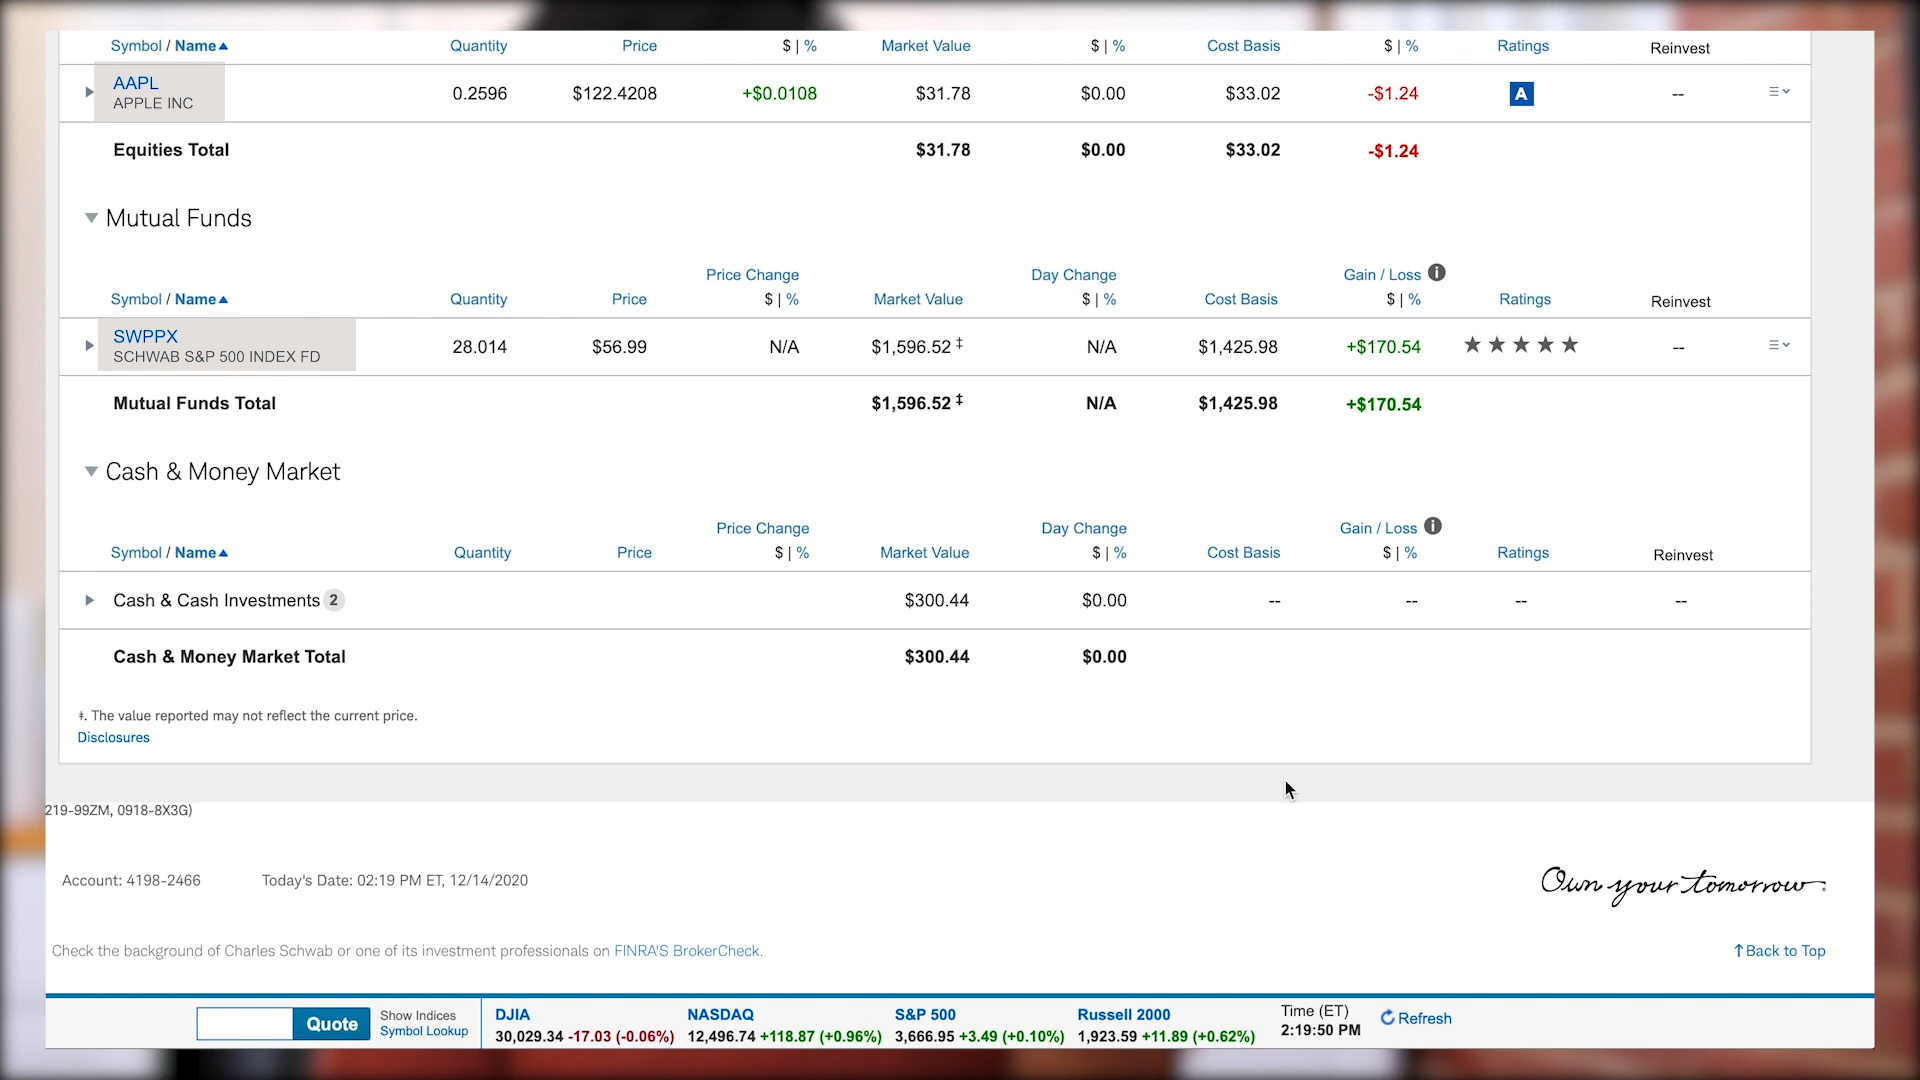 Symbol / Name▲ Quantity Price $ | % Market Value $ | % Cost Basis $ | % Ratings Reinvest
AAPL
APPLE INC
0.2596 $122.4208 +$0.0108 $31.78 $0.00 $33.02 -$1.24 A --
Equities Total $31.78 $0.00 $33.02 -$1.24
Mutual Funds
Price Change Day Change Gain / Loss i
Symbol / Name▲ Quantity Price $ | % Market Value $ | % Cost Basis $ | % Ratings Reinvest
SWPPX
SCHWAB S&P 500 INDEX FD
28.014 $56.99 N/A $1,596.52 ‡ N/A $1,425.98 +$170.54 ★★★★★ --
Mutual Funds Total $1,596.52 ‡ N/A $1,425.98 +$170.54
Cash & Money Market
Price Change Day Change Gain / Loss i
Symbol / Name▲ Quantity Price $ | % Market Value $ | % Cost Basis $ | % Ratings Reinvest
Cash & Cash Investments 2 $300.44 $0.00 -- -- -- --
Cash & Money Market Total $300.44 $0.00
‡. The value reported may not reflect the current price.
Disclosures
219-99ZM, 0918-8X3G)
Account: 4198-2466 Today's Date: 02:19 PM ET, 12/14/2020
Own your tomorrow.
Check the background of Charles Schwab or one of its investment professionals on FINRA'S BrokerCheck.
↑Back to Top
Quote
Show Indices
Symbol Lookup
DJIA NASDAQ S&P 500 Russell 2000
30,029.34 -17.03 (-0.06%) 12,496.74 +118.87 (+0.96%) 3,666.95 +3.49 (+0.10%) 1,923.59 +11.89 (+0.62%)
Time (ET)
2:19:50 PM
Refresh